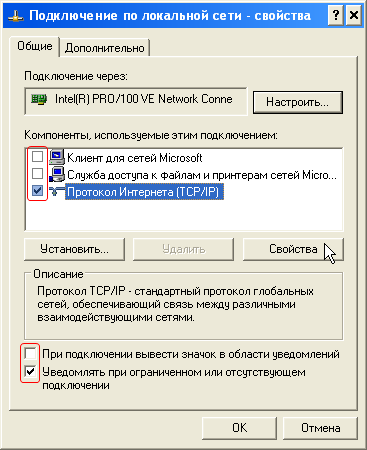 Подключение по локальной сети - свойства
Общие
Дополнительно
Подключение через:
Intel(R) PRO/100 VE Network Conne
Настроить...
Компоненты, используемые этим подключением:
Клиент для сетей Microsoft
Служба доступа к файлам и принтерам сетей Micro...
Протокол Интернета (TCP/IP)
Установить...
Удалить
Свойства
Описание
Протокол TCP/IP - стандартный протокол глобальных
сетей, обеспечивающий связь между различными
взаимодействующими сетями.
При подключении вывести значок в области уведомлений
Уведомлять при ограниченном или отсутствующем
подключении
OK
Отмена